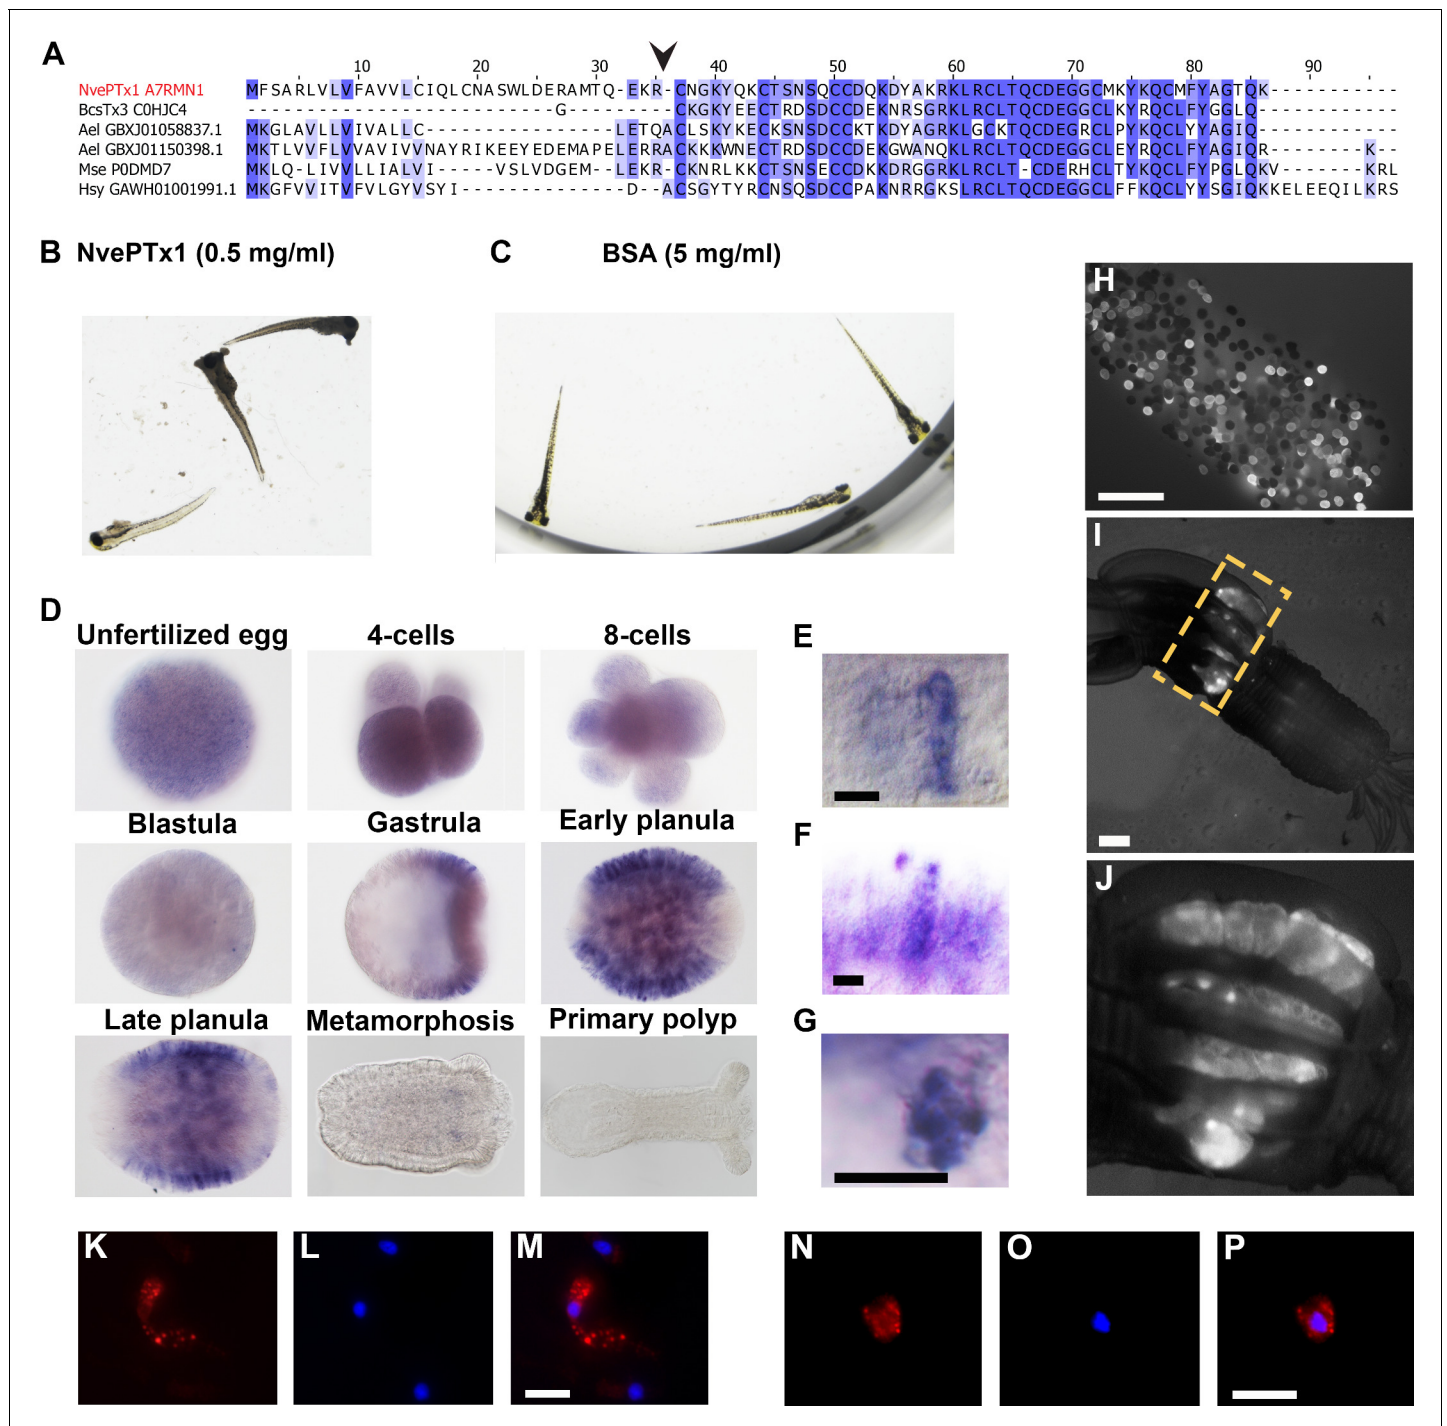 A
10 20 30 40 50 60 70 80 90
NvePTx1 A7RMN1 MFSARLVLVFAVVLCIQLCNASWLDERAMTQ-EKR-CNGKYQKCTSNSQCCDQKDYAKRKLRCLTQCDEGGCMKYKQCMFYAGTQK-----------
BcsTx3 C0HJC4 --------------------------G---------CKGKYEECTRDSDCCDEKNRSGRKLRCLTQCDEGGCLKYRQCLFYGGLQ------------
Ael GBXJ01058837.1 MKGLAVLLVIVALLC----------------LETQACLSKYKECKSNSDCCKTKDYAGRKLGCKTQCDEGRCLPYKQCLYYAGIQ------------
Ael GBXJ01150398.1 MKTLVVFLVVAVIVVNAYRIKEEYEDEMAPELERRACKKKWNECTRDSDCCDEKGWANQKLRCLTQCDEGGCLEYRQCLFYAGIQR--------K--
Mse P0DMD7 MKLQ-LIVVLLIALVI-----VSLVDGEM--LEKR-CKNRLKKCTSNSECCDKKDRGGRKLRCLT-CDERHCLTYKQCLFYPGLQKV-------KRL
Hsy GAWH01001991.1 MKGFVVITVFVLGYVSYI--------------D--ACSGYTYRCNSQSDCCPAKNRRGKSLRCLTQCDEGGCLFFKQCLYYSGIQKKELEEQILKRS
B NvePTx1 (0.5 mg/ml)
C BSA (5 mg/ml)
H
I
J
D
Unfertilized egg 4-cells 8-cells
Blastula Gastrula Early planula
Late planula Metamorphosis Primary polyp
E
F
G
K L M N O P